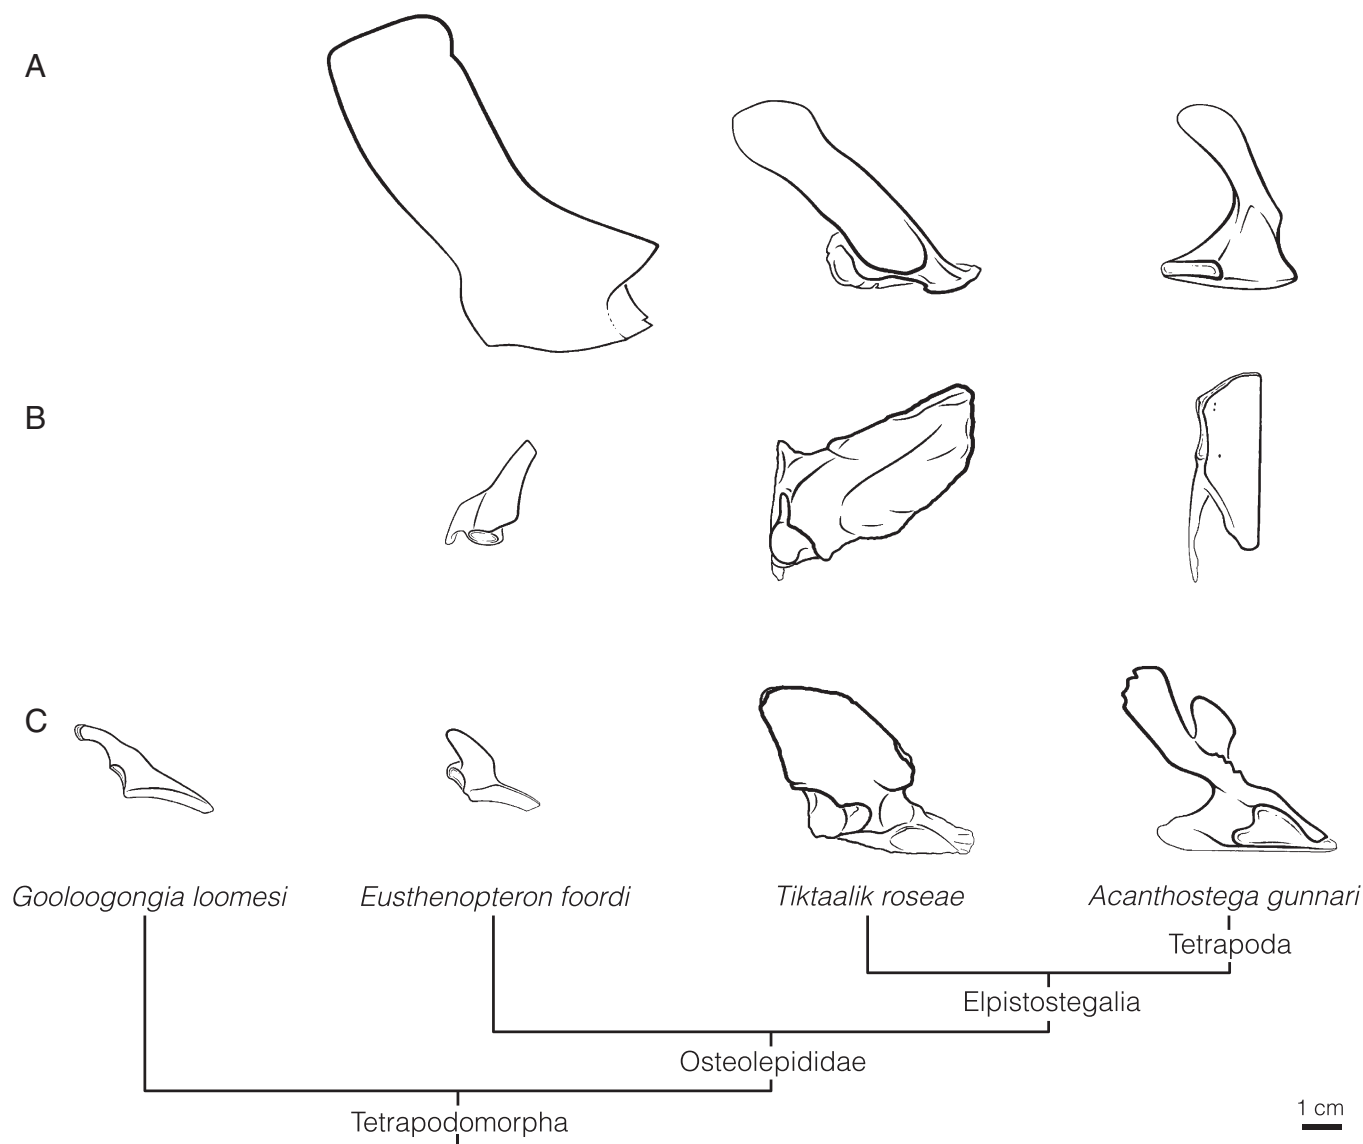 A
B
C
Gooloogongia loomesi
Eusthenopteron foordi
Tiktaalik roseae
Acanthostega gunnari
Tetrapoda
Elpistostegalia
Osteolepididae
Tetrapodomorpha
1 cm